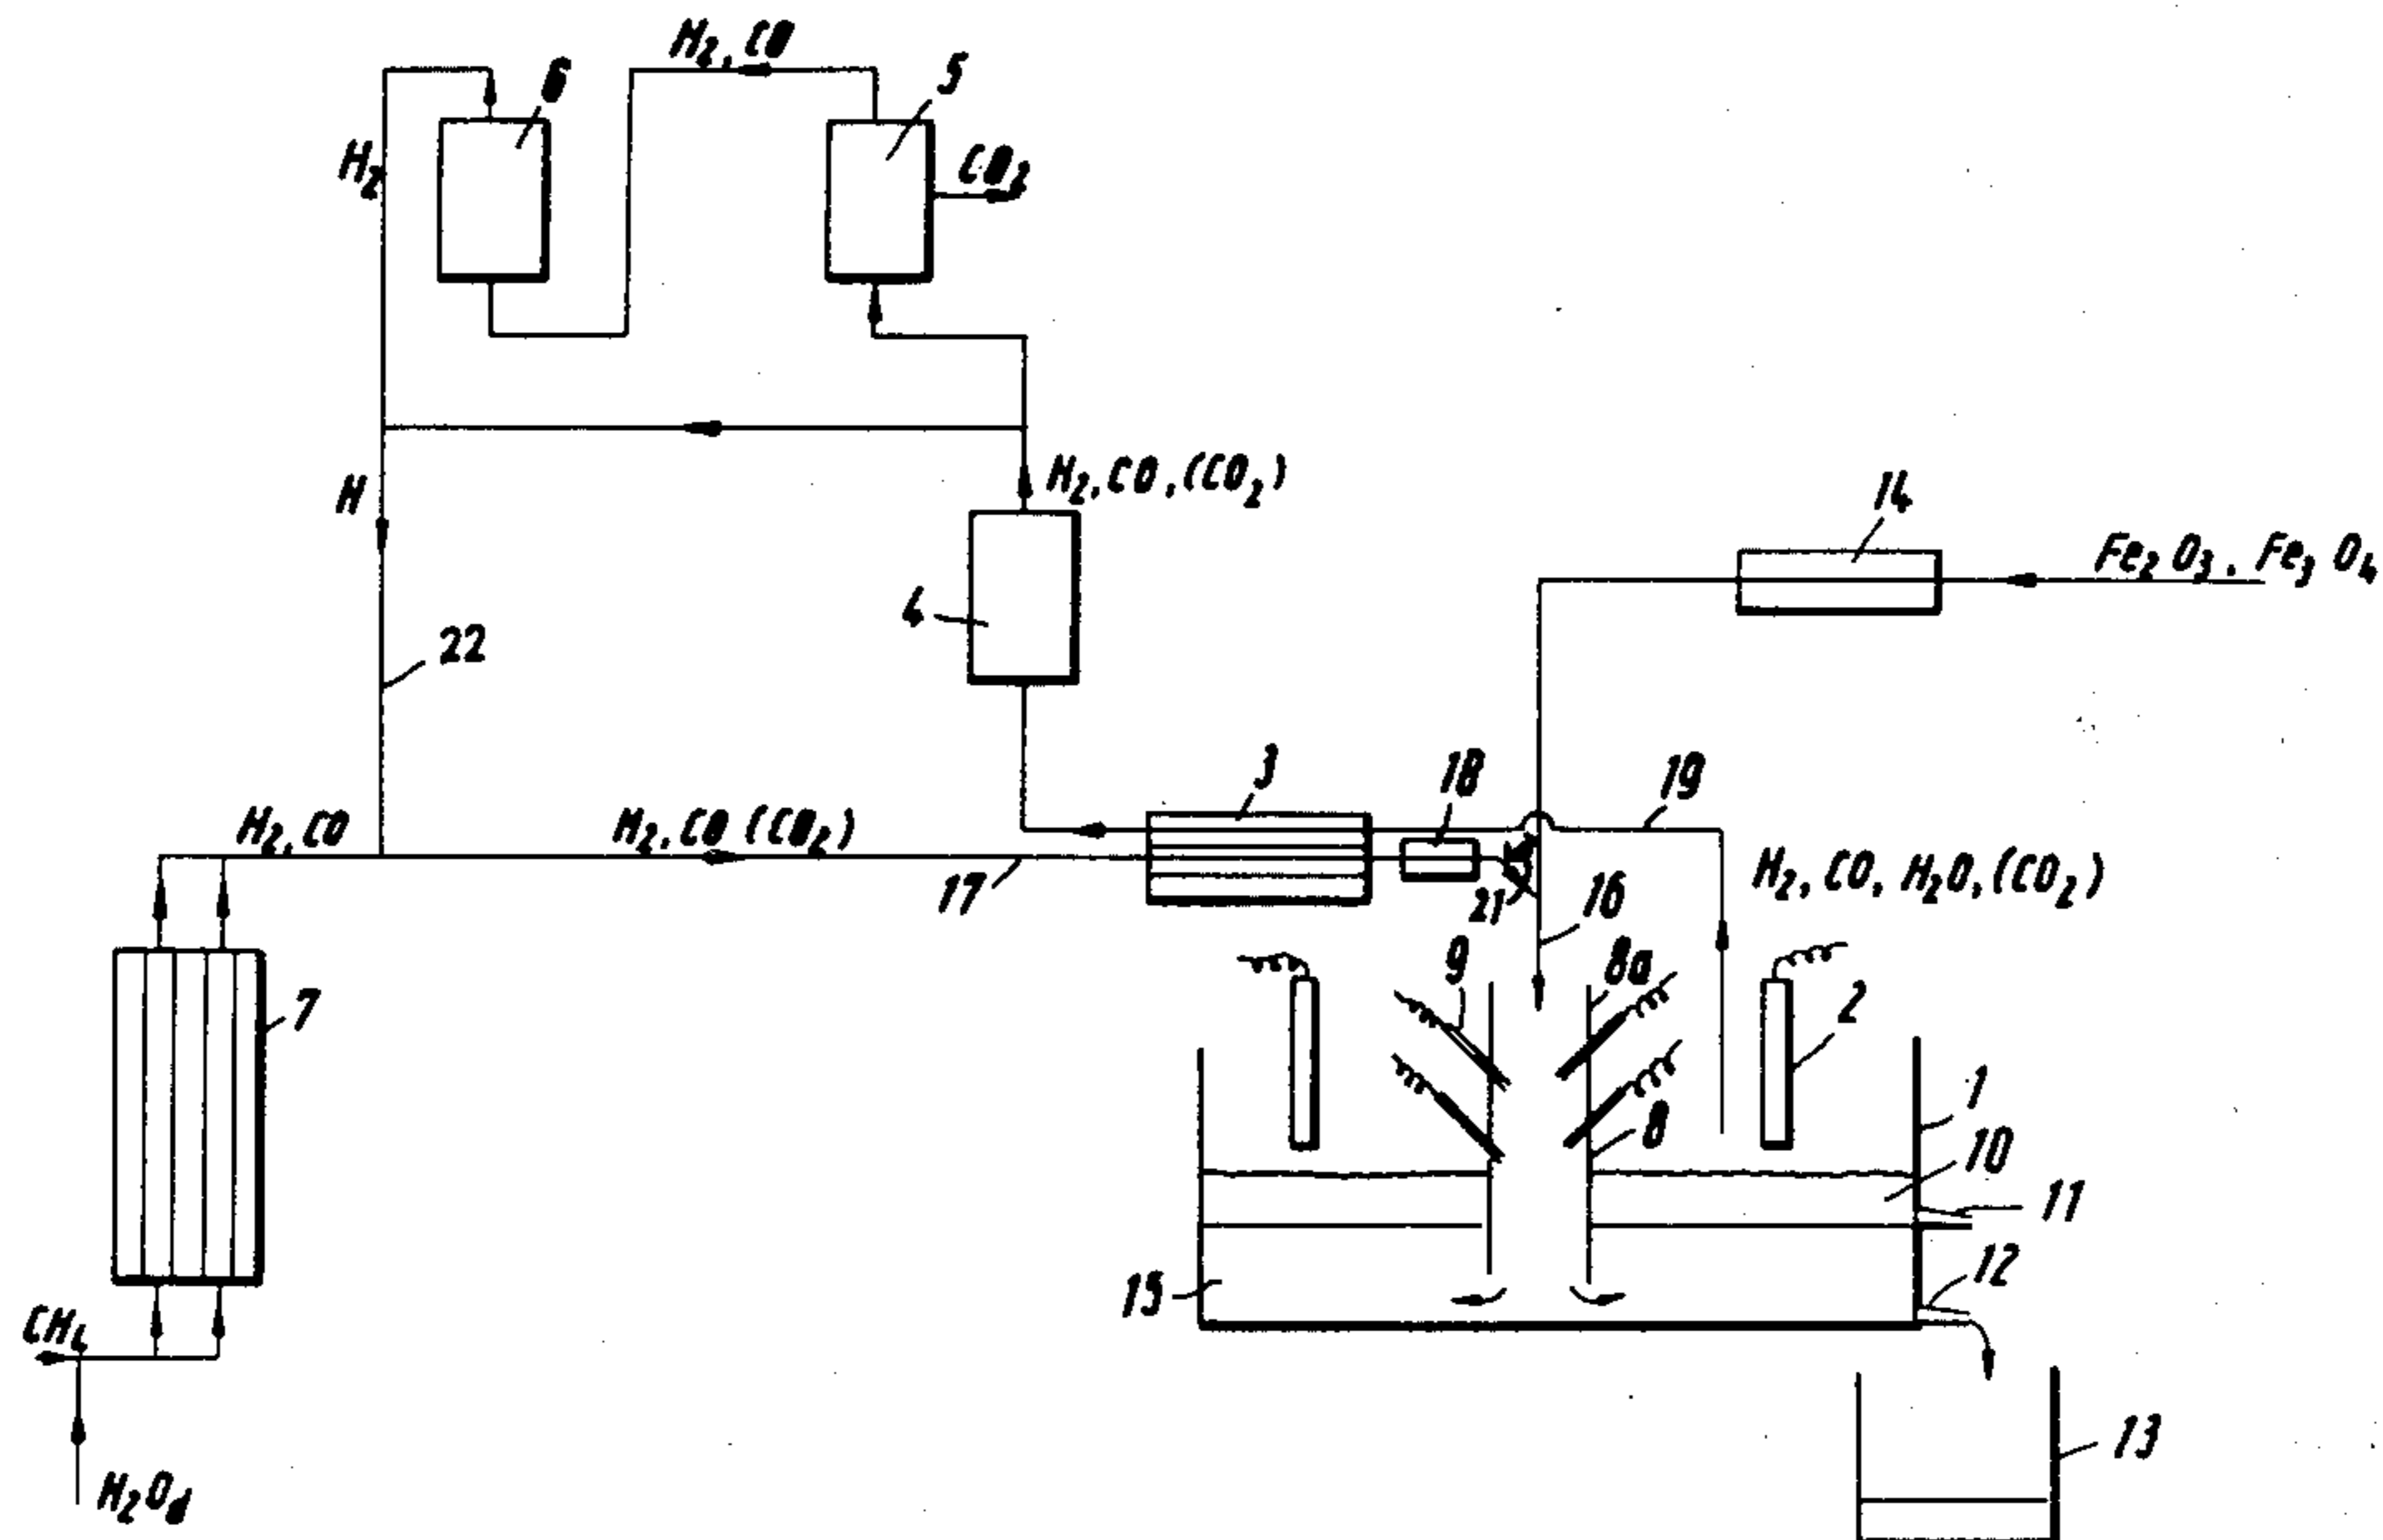 H2, CO
6
5
H2
CO2
H
H2, CO, (CO2)
14
Fe2 O3, Fe3 O4
4
22
3
18
19
H2, CO
H2, CO (CO2)
17
21
16
H2, CO, H2O, (CO2)
9
8a
2
7
1
8
10
11
12
15
CH4
13
H2Od